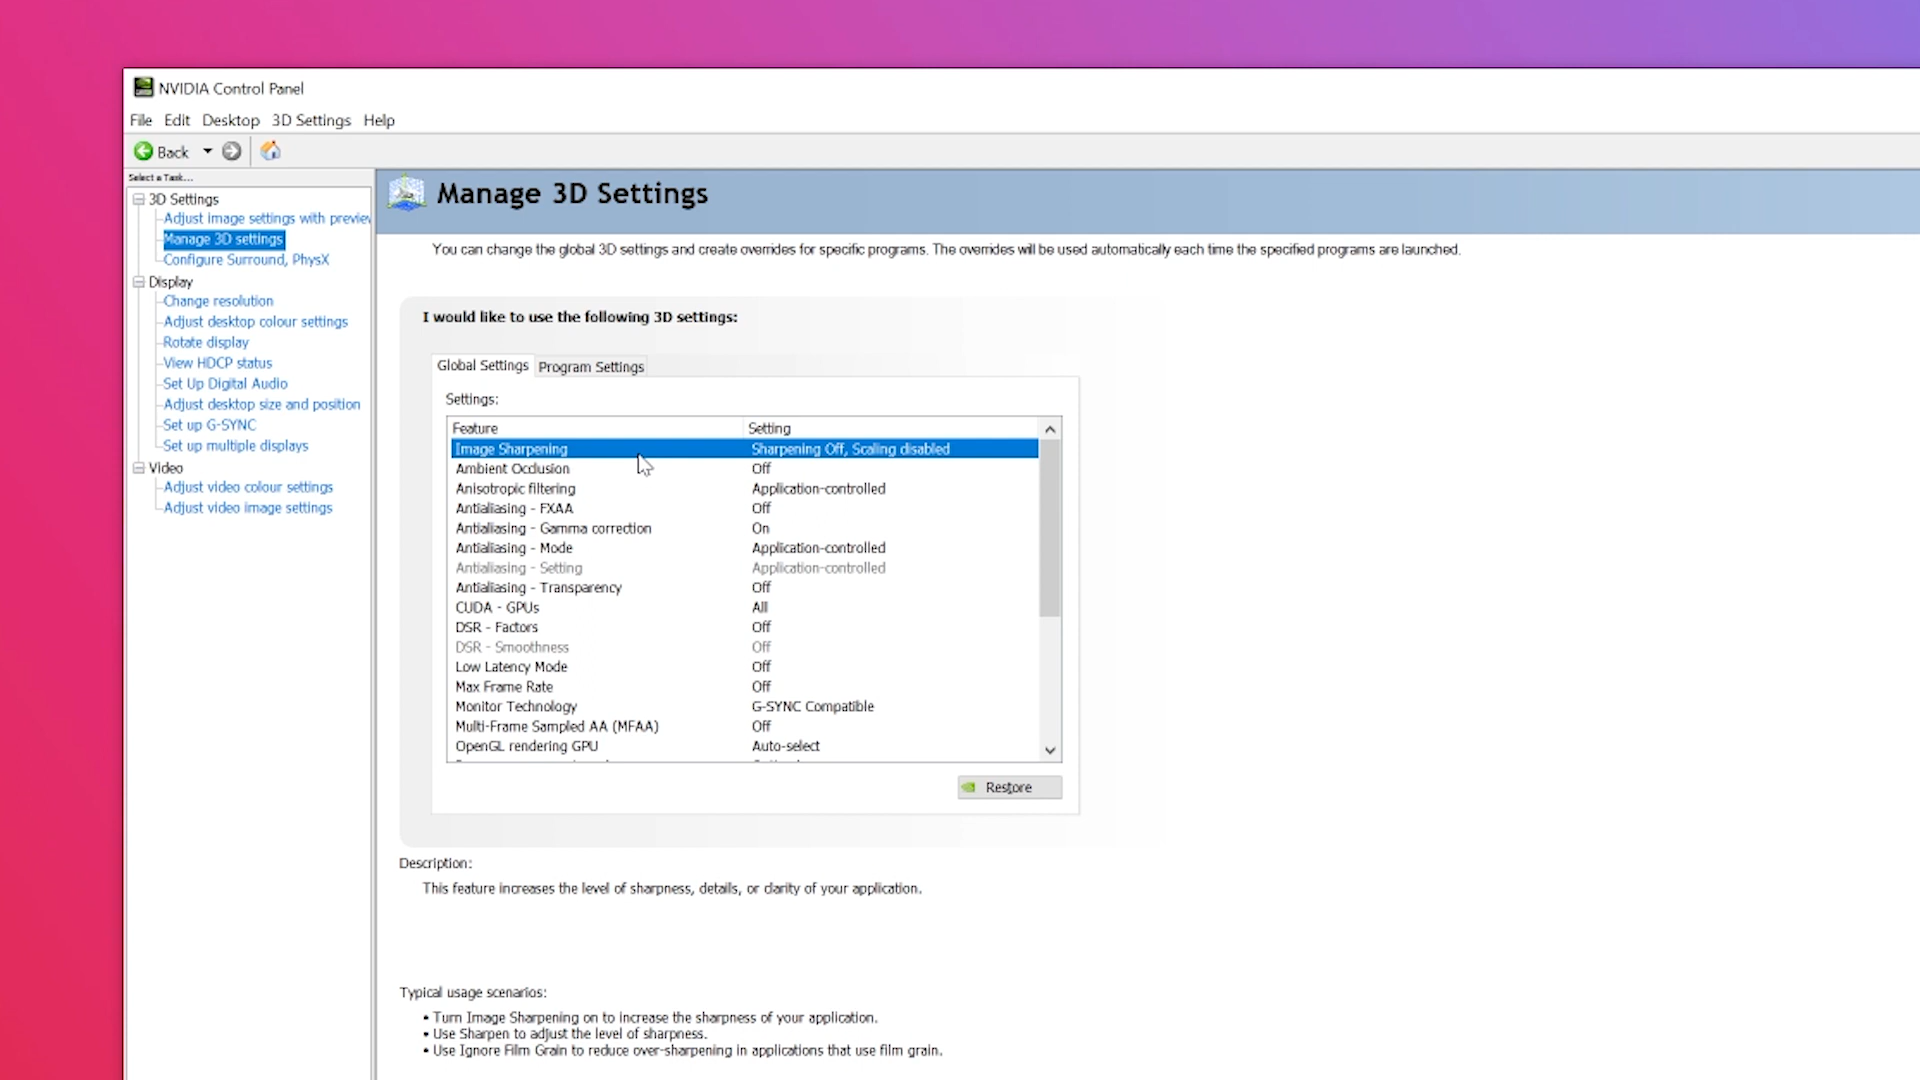 NVIDIA Control Panel
File Edit Desktop 3D Settings Help
Back
Select a Task...
3D Settings
Adjust image settings with preview
Manage 3D settings
Configure Surround, PhysX
Display
Change resolution
Adjust desktop colour settings
Rotate display
View HDCP status
Set Up Digital Audio
Adjust desktop size and position
Set up G-SYNC
Set up multiple displays
Video
Adjust video colour settings
Adjust video image settings
Manage 3D Settings
You can change the global 3D settings and create overrides for specific programs. The overrides will be used automatically each time the specified programs are launched.
I would like to use the following 3D settings:
Global Settings Program Settings
Settings:
Feature Setting
Image Sharpening Sharpening Off, Scaling disabled
Ambient Occlusion Off
Anisotropic filtering Application-controlled
Antialiasing - FXAA Off
Antialiasing - Gamma correction On
Antialiasing - Mode Application-controlled
Antialiasing - Setting Application-controlled
Antialiasing - Transparency Off
CUDA - GPUs All
DSR - Factors Off
DSR - Smoothness Off
Low Latency Mode Off
Max Frame Rate Off
Monitor Technology G-SYNC Compatible
Multi-Frame Sampled AA (MFAA) Off
OpenGL rendering GPU Auto-select
Restore
Description:
This feature increases the level of sharpness, details, or clarity of your application.
Typical usage scenarios:
• Turn Image Sharpening on to increase the sharpness of your application.
• Use Sharpen to adjust the level of sharpness.
• Use Ignore Film Grain to reduce over-sharpening in applications that use film grain.